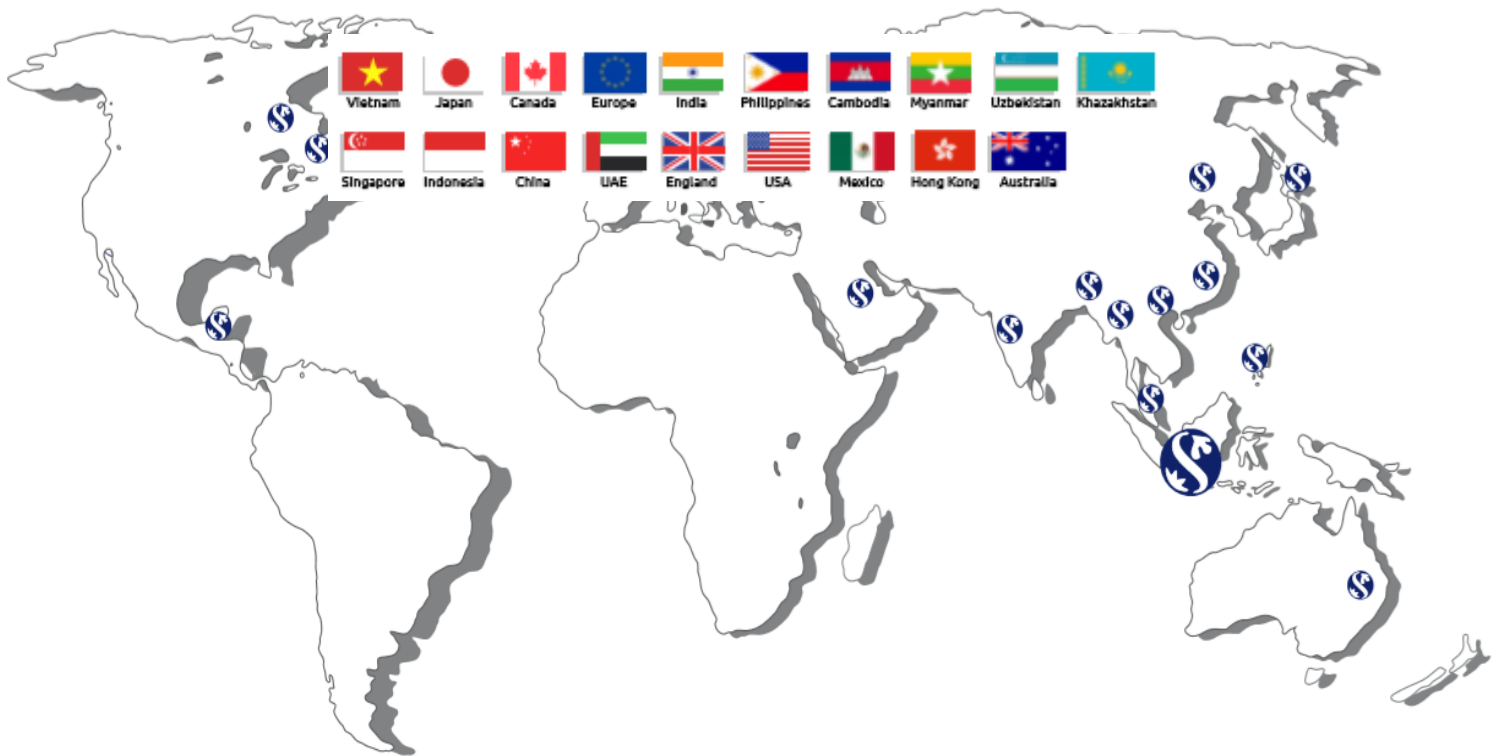 Vietnam Japan Canada Europe India Philippines Cambodia Myanmar Uzbekistan Khazakhstan
Singapore Indonesia China UAE England USA Mexico Hong Kong Australia